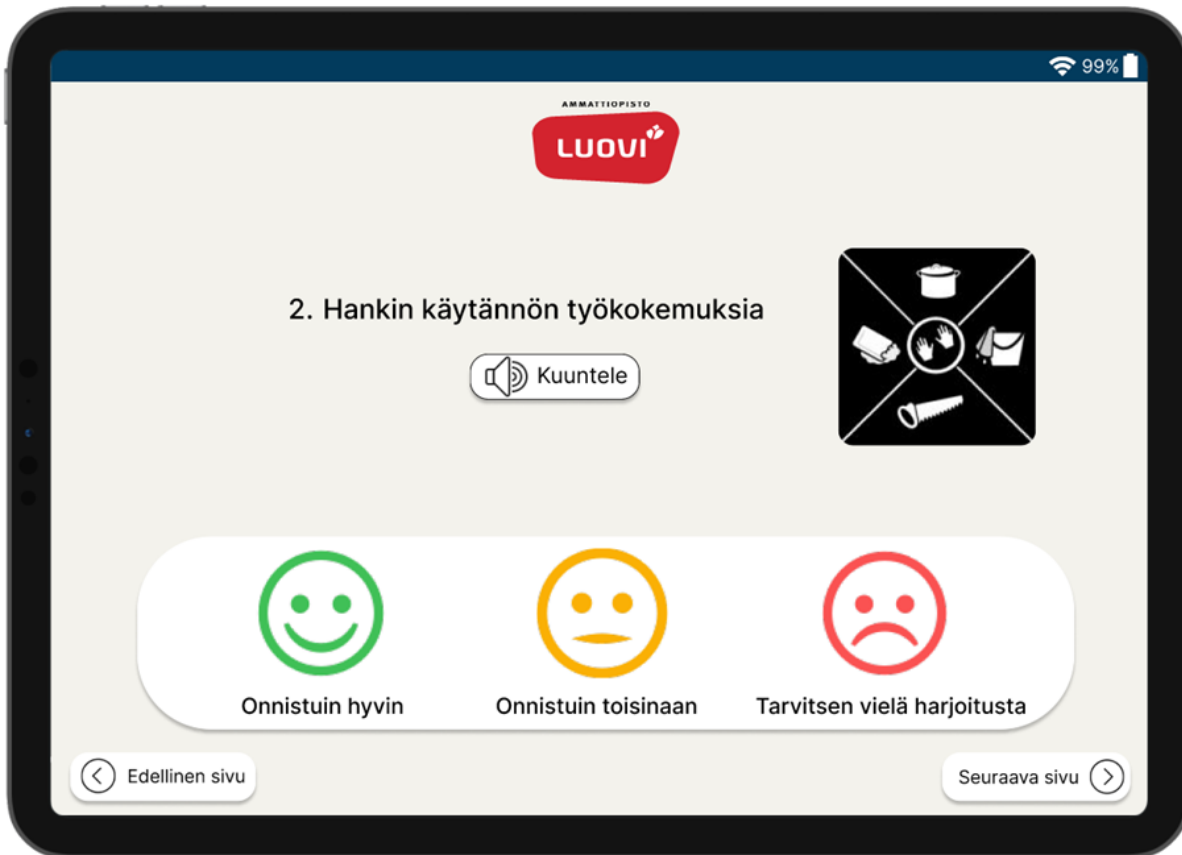 99%
AMMATTIOPISTO
LUOVI
2. Hankin käytännön työkokemuksia
Kuuntele
Onnistuin hyvin
Onnistuin toisinaan
Tarvitsen vielä harjoitusta
Edellinen sivu
Seuraava sivu